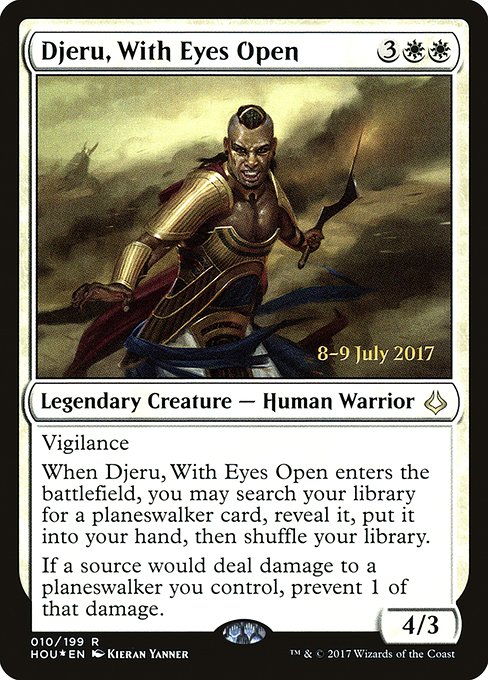 Djeru, With Eyes Open 3
8–9 July 2017
Legendary Creature — Human Warrior
Vigilance
When Djeru, With Eyes Open enters the
battlefield, you may search your library
for a planeswalker card, reveal it, put it
into your hand, then shuffle your library.
If a source would deal damage to a
planeswalker you control, prevent 1 of
that damage.
4/3
010/199 R
HOU★EN Kieran Yanner
™ & © 2017 Wizards of the Coast